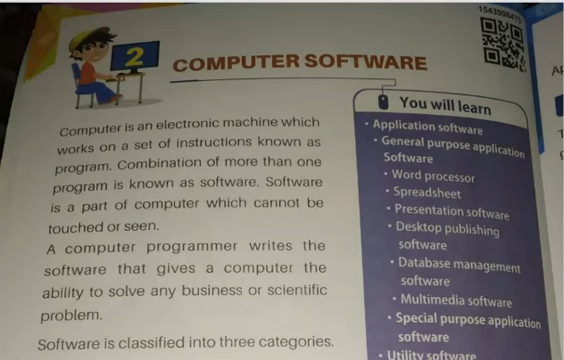 1543906475
2
COMPUTER SOFTWARE
Computer is an electronic machine which
works on a set of instructions known as
program. Combination of more than one
program is known as software. Software
is a part of computer which cannot be
touched or seen.
A computer programmer writes the
software that gives a computer the
ability to solve any business or scientific
problem.
Software is classified into three categories.
You will learn
• Application software
• General purpose application
Software
• Word processor
• Spreadsheet
• Presentation software
• Desktop publishing
software
• Database management
software
• Multimedia software
• Special purpose application
software
• Utility software